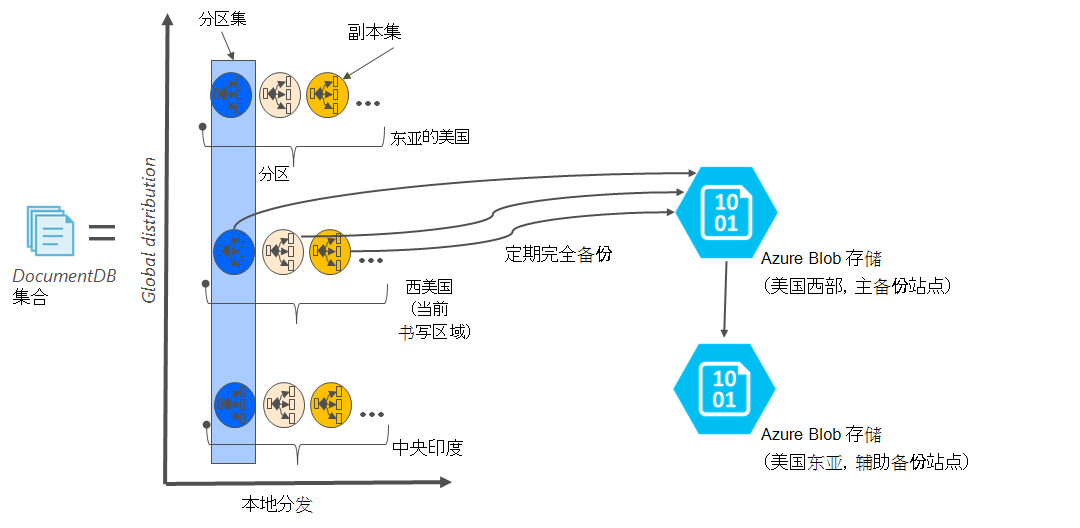 分区集
副本集
东亚的美国
分区
Global distribution
DocumentDB
集合
定期完全备份
西美国
(当前
书写区域)
Azure Blob 存储
(美国西部, 主备份站点)
10
01
中央印度
10
01
Azure Blob 存储
(美国东亚, 辅助备份站点)
本地分发